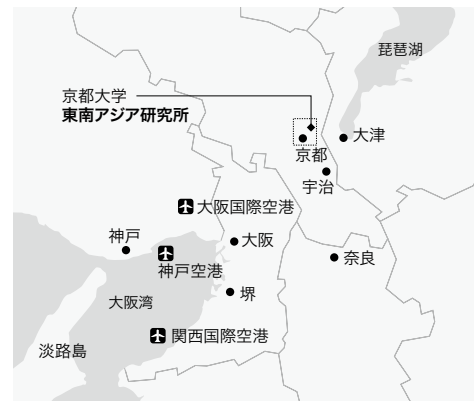 琵琶湖
京都大学
東南アジア研究所
大津
京都
宇治
大阪国際空港
神戸
大阪
神戸空港
奈良
大阪湾
堺
関西国際空港
淡路島